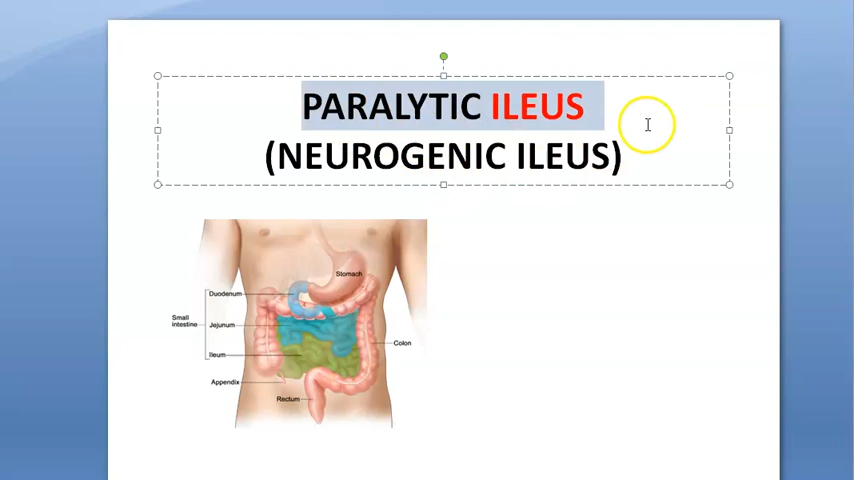 PARALYTIC ILEUS
(NEUROGENIC ILEUS)
Stomach
Duodenum
Small
intestine
Jejunum
Colon
Ileum
Appendix
Rectum